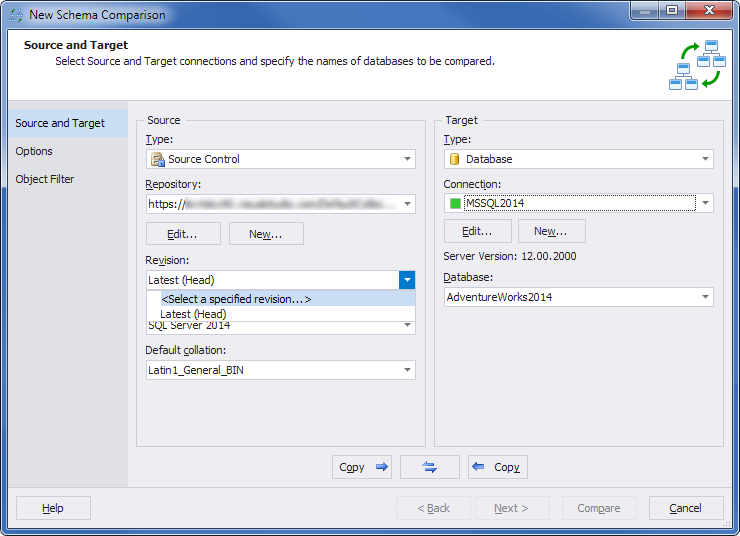 New Schema Comparison
Source and Target
Select Source and Target connections and specify the names of databases to be compared.
Source and Target
Options
Object Filter
Source
Type:
Source Control
Repository:
https://
Edit...
New...
Revision:
Latest (Head)
<Select a specified revision...>
Latest (Head)
SQL Server 2014
Default collation:
Latin1_General_BIN
Target
Type:
Database
Connection:
MSSQL2014
Edit...
New...
Server Version: 12.00.2000
Database:
AdventureWorks2014
Copy
Copy
Help
< Back
Next >
Compare
Cancel